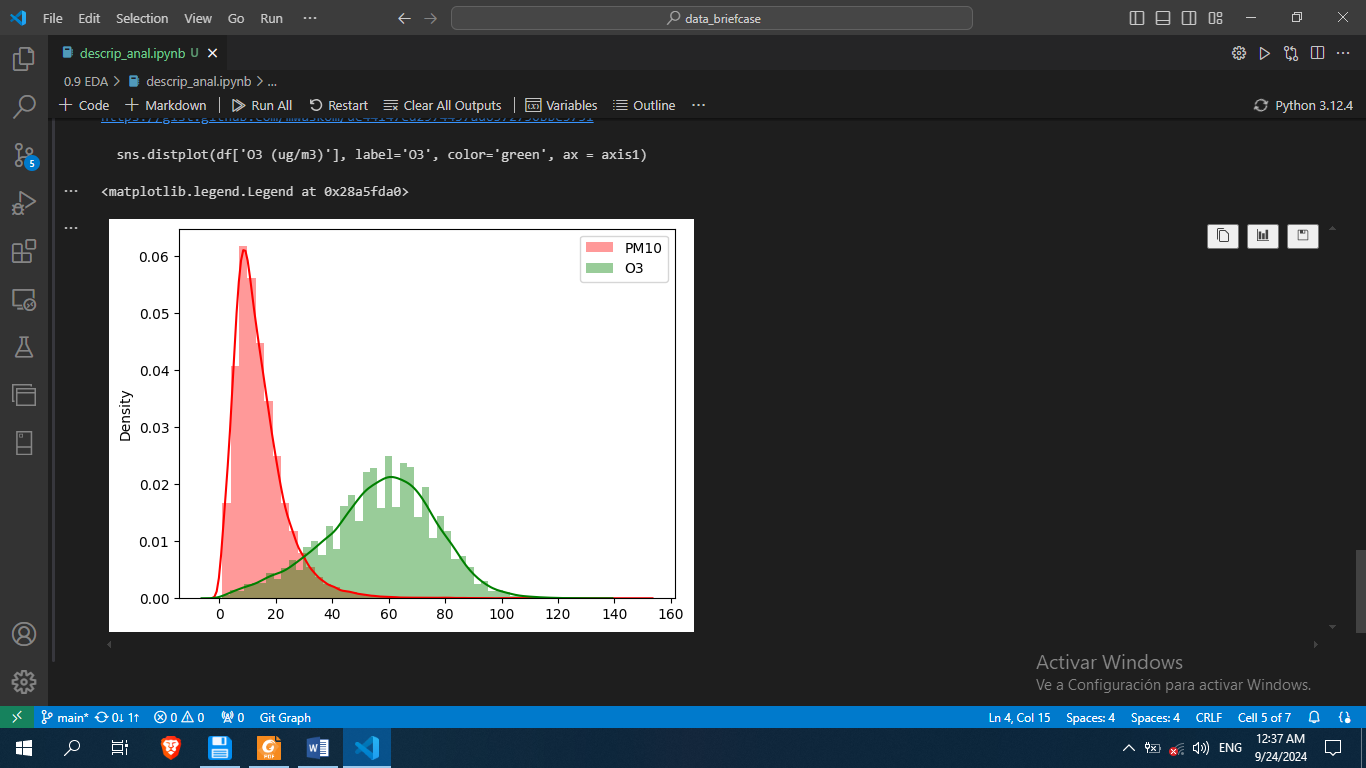 File Edit Selection View Go Run ···
data_briefcase
descrip_anal.ipynb U
0.9 EDA > descrip_anal.ipynb > ...
Code Markdown Run All Restart Clear All Outputs Variables Outline ··· Python 3.12.4
sns.distplot(df['O3 (ug/m3)'], label='O3', color='green', ax = axis1)
<matplotlib.legend.Legend at 0x28a5fda0>
PM10
O3
0.06
0.05
0.04
0.03
0.02
0.01
0.00
Density
0 20 40 60 80 100 120 140 160
Activar Windows
Ve a Configuración para activar Windows.
5
main* 0↓ 1↑ 0 0 0 Git Graph Ln 4, Col 15 Spaces: 4 Spaces: 4 CRLF Cell 5 of 7
PDF
ENG
12:37 AM
9/24/2024